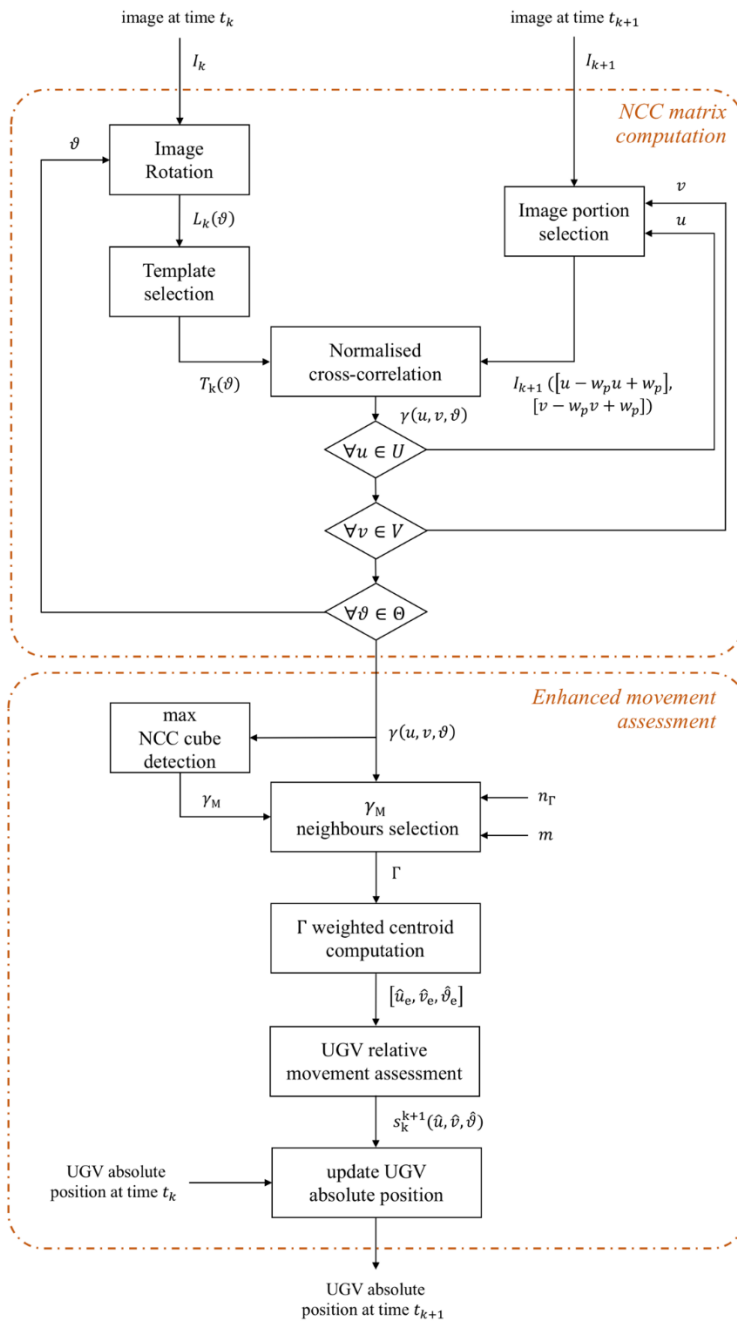 image at time t_k
image at time t_{k+1}
I_k
I_{k+1}
NCC matrix
computation
ϑ
Image
Rotation
v
u
Image portion
selection
L_k(ϑ)
Template
selection
Normalised
cross-correlation
T_k(ϑ)
I_{k+1} ([u − w_p u + w_p],
[v − w_p v + w_p])
γ(u, v, ϑ)
∀u ∈ U
∀v ∈ V
∀ϑ ∈ Θ
Enhanced movement
assessment
max
NCC cube
detection
γ(u, v, ϑ)
γ_M
γ_M
neighbours selection
n_Γ
m
Γ
Γ weighted centroid
computation
[û_e, v̂_e, ϑ̂_e]
UGV relative
movement assessment
s_k^{k+1}(û, v̂, ϑ̂)
UGV absolute
position at time t_k
update UGV
absolute position
UGV absolute
position at time t_{k+1}